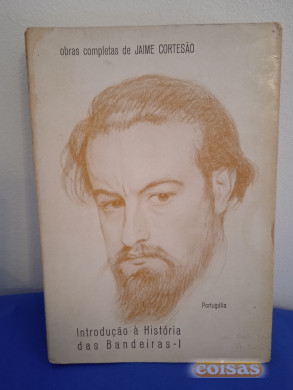 obras completas de JAIME CORTESÃO
Portugália
Introdução à História
das Bandeiras-I
coisas